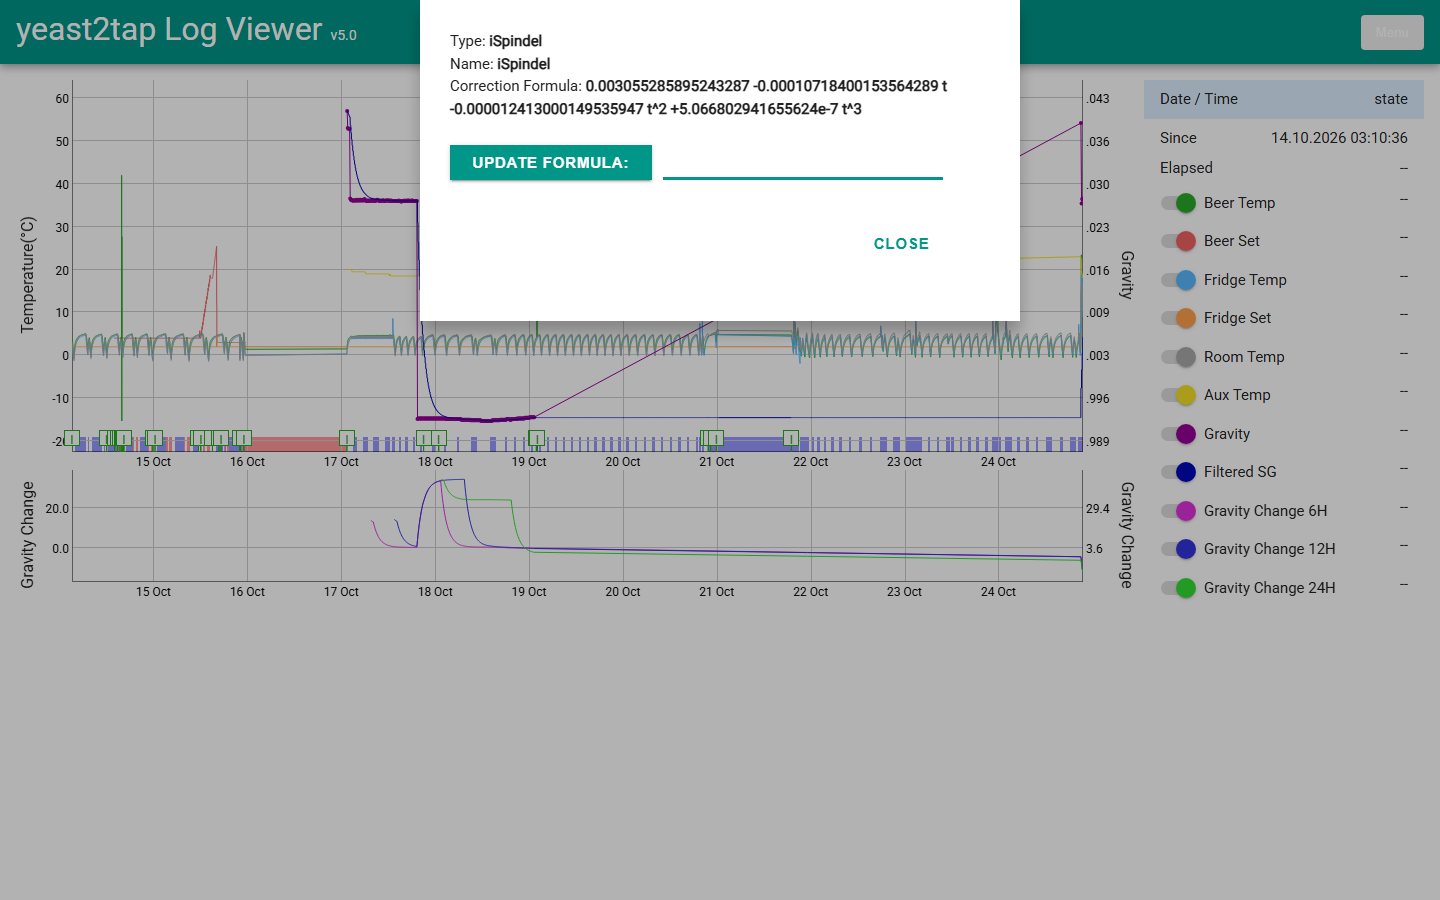 yeast2tap Log Viewer v5.0
Menu
Type: iSpindel
Name: iSpindel
Correction Formula: 0.003055285895243287 -0.00010718400153564289 t
-0.000012413000149535947 t^2 +5.066802941655624e-7 t^3
UPDATE FORMULA:
CLOSE
Temperature(°C)
60
50
40
30
20
10
0
-10
-20
.043
.036
.030
.023
.016
.009
.003
.996
.989
Gravity
15 Oct 16 Oct 17 Oct 18 Oct 19 Oct 20 Oct 21 Oct 22 Oct 23 Oct 24 Oct
Gravity Change
20.0
0.0
29.4
3.6
Gravity Change
15 Oct 16 Oct 17 Oct 18 Oct 19 Oct 20 Oct 21 Oct 22 Oct 23 Oct 24 Oct
Date / Time state
Since 14.10.2026 03:10:36
Elapsed --
Beer Temp --
Beer Set --
Fridge Temp --
Fridge Set --
Room Temp --
Aux Temp --
Gravity --
Filtered SG --
Gravity Change 6H --
Gravity Change 12H --
Gravity Change 24H --